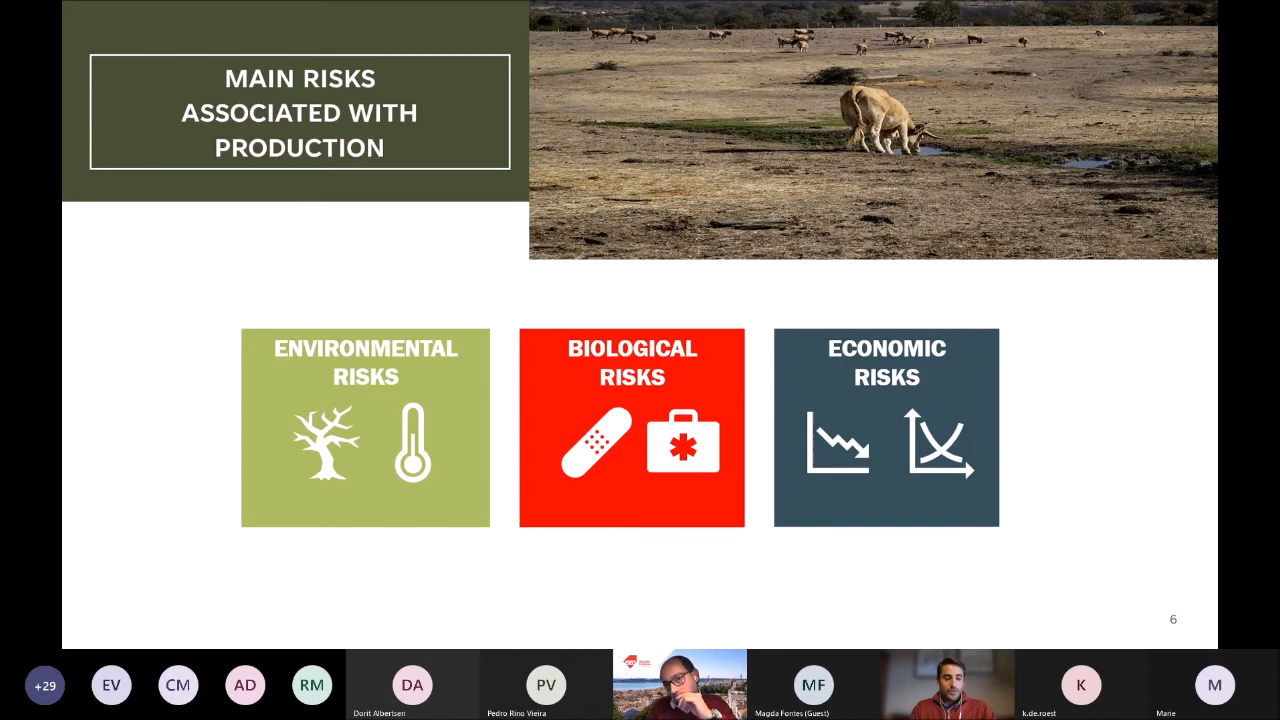 MAIN RISKS
ASSOCIATED WITH
PRODUCTION
ENVIRONMENTAL
RISKS
BIOLOGICAL
RISKS
ECONOMIC
RISKS
6
+29
EV
CM
AD
RM
DA
Dorit Albertsen
PV
Pedro Rino Vieira
MF
Magda Fontes (Guest)
K
k.de.roest
M
Marie